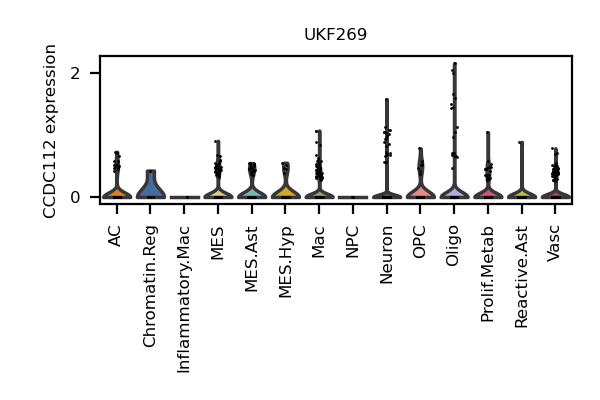 UKF269
CCDC112 expression
2
0
AC
Chromatin.Reg
Inflammatory.Mac
MES
MES.Ast
MES.Hyp
Mac
NPC
Neuron
OPC
Oligo
Prolif.Metab
Reactive.Ast
Vasc